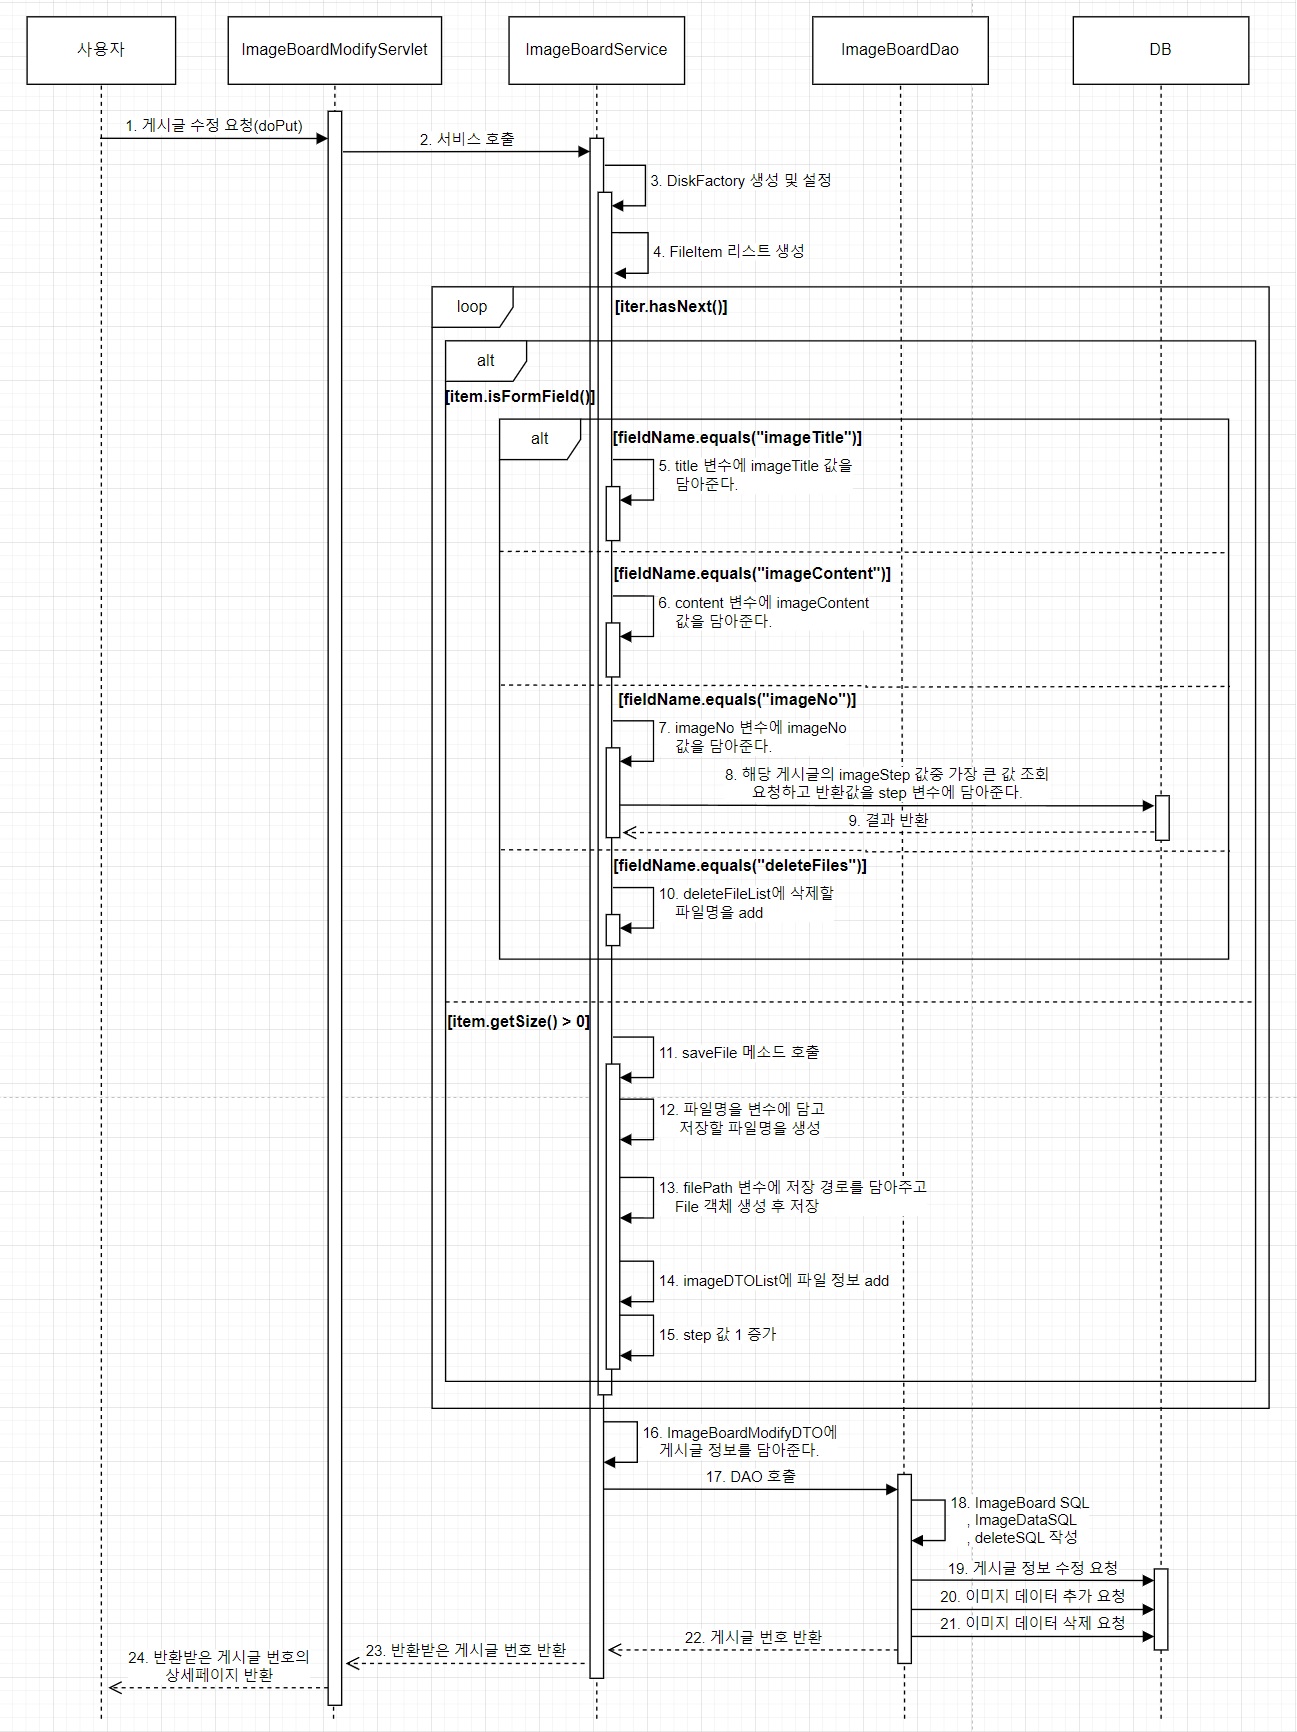 사용자
ImageBoardModifyServlet
ImageBoardService
ImageBoardDao
DB
1. 게시글 수정 요청(doPut)
2. 서비스 호출
3. DiskFactory 생성 및 설정
4. FileItem 리스트 생성
loop
[iter.hasNext()]
alt
[item.isFormField()]
alt
[fieldName.equals("imageTitle")]
5. title 변수에 imageTitle 값을
담아준다.
[fieldName.equals("imageContent")]
6. content 변수에 imageContent
값을 담아준다.
[fieldName.equals("imageNo")]
7. imageNo 변수에 imageNo
값을 담아준다.
8. 해당 게시글의 imageStep 값중 가장 큰 값 조회
요청하고 반환값을 step 변수에 담아준다.
9. 결과 반환
[fieldName.equals("deleteFiles")]
10. deleteFileList에 삭제할
파일명을 add
[item.getSize() > 0]
11. saveFile 메소드 호출
12. 파일명을 변수에 담고
저장할 파일명을 생성
13. filePath 변수에 저장 경로를 담아주고
File 객체 생성 후 저장
14. imageDTOList에 파일 정보 add
15. step 값 1 증가
16. ImageBoardModifyDTO에
게시글 정보를 담아준다.
17. DAO 호출
18. ImageBoard SQL
, ImageDataSQL
, deleteSQL 작성
19. 게시글 정보 수정 요청
20. 이미지 데이터 추가 요청
21. 이미지 데이터 삭제 요청
22. 게시글 번호 반환
23. 반환받은 게시글 번호 반환
24. 반환받은 게시글 번호의
상세페이지 반환